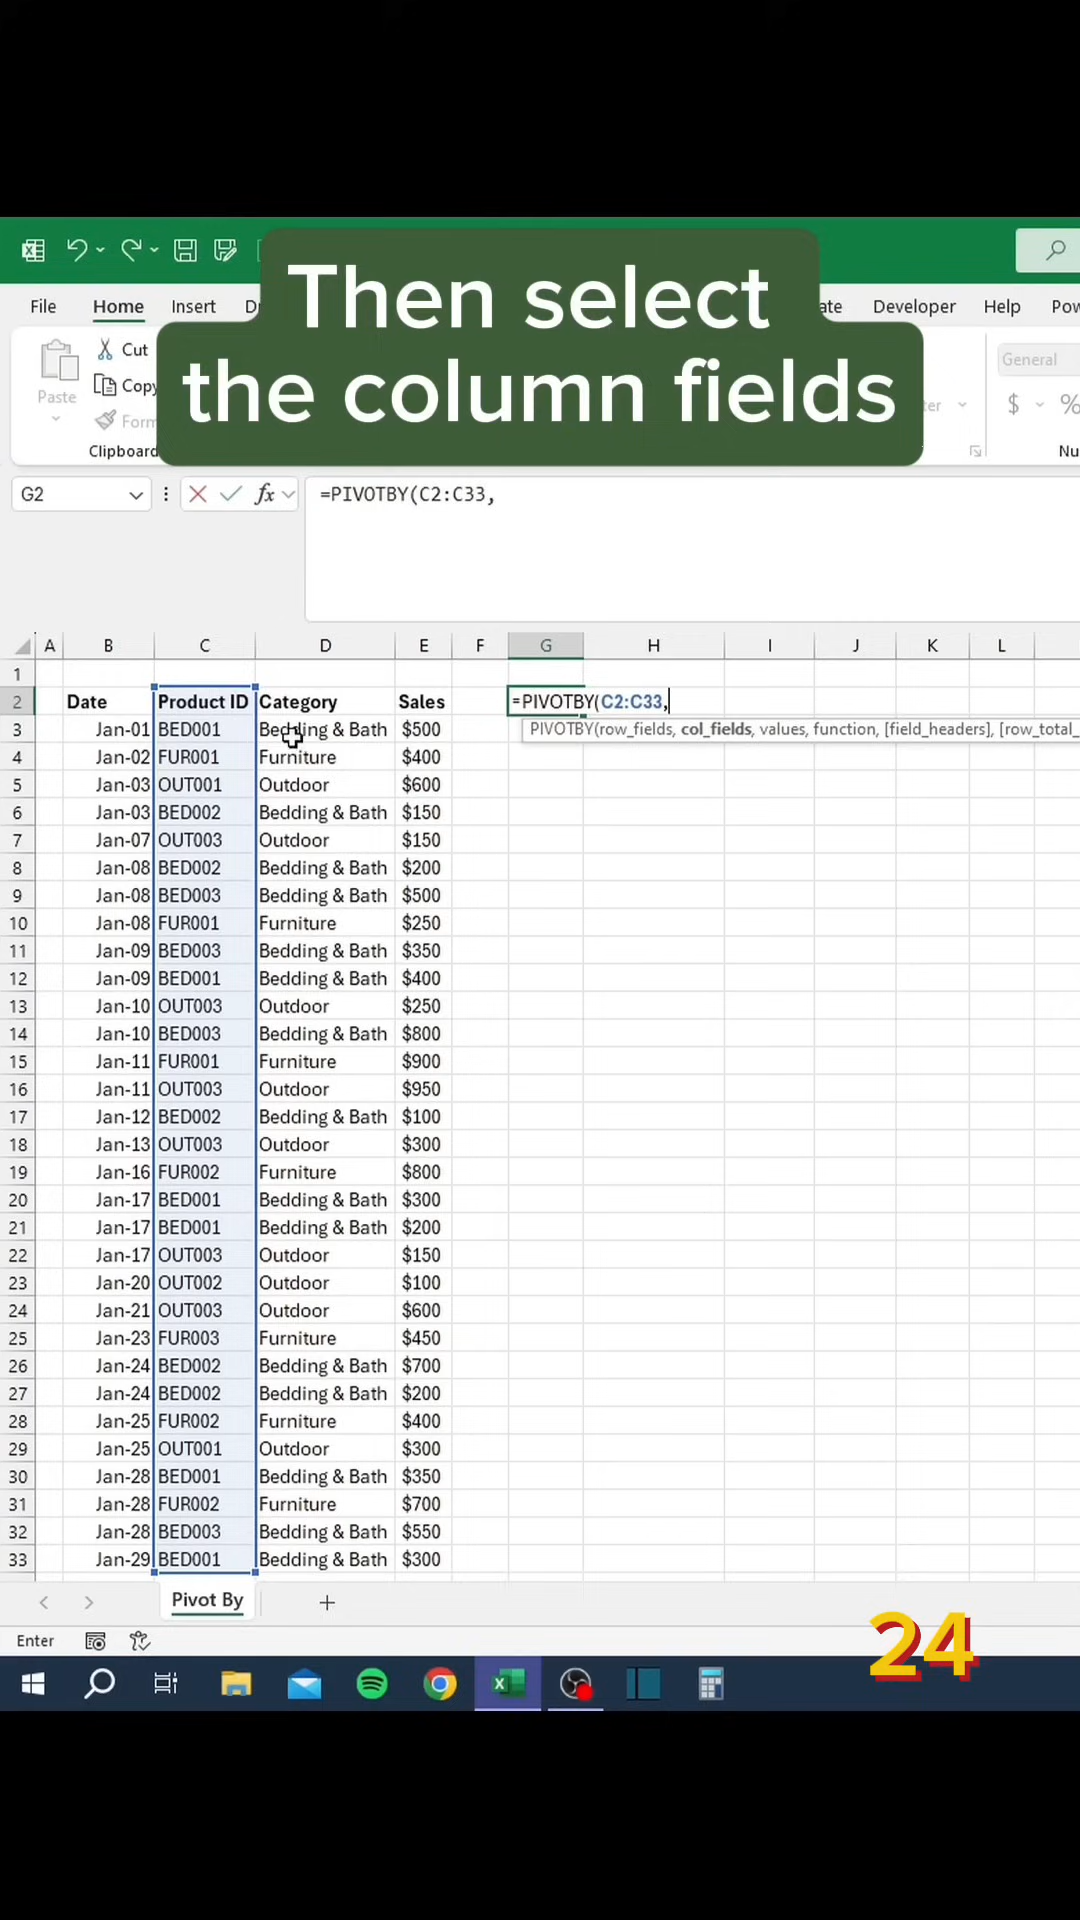 Then select
the column fields
File Home Insert ate Developer Help Pow
Cut
Paste
Copy
Form
Clipboard
General
$ %
Nu
G2 fx =PIVOTBY(C2:C33,
A B C D E F G H I J K L
1
2 Date Product ID Category Sales =PIVOTBY(C2:C33,
PIVOTBY(row_fields, col_fields, values, function, [field_headers], [row_total_
3 Jan-01 BED001 Bedding & Bath $500
4 Jan-02 FUR001 Furniture $400
5 Jan-03 OUT001 Outdoor $600
6 Jan-03 BED002 Bedding & Bath $150
7 Jan-07 OUT003 Outdoor $150
8 Jan-08 BED002 Bedding & Bath $200
9 Jan-08 BED003 Bedding & Bath $500
10 Jan-08 FUR001 Furniture $250
11 Jan-09 BED003 Bedding & Bath $350
12 Jan-09 BED001 Bedding & Bath $400
13 Jan-10 OUT003 Outdoor $250
14 Jan-10 BED003 Bedding & Bath $800
15 Jan-11 FUR001 Furniture $900
16 Jan-11 OUT003 Outdoor $950
17 Jan-12 BED002 Bedding & Bath $100
18 Jan-13 OUT003 Outdoor $300
19 Jan-16 FUR002 Furniture $800
20 Jan-17 BED001 Bedding & Bath $300
21 Jan-17 BED001 Bedding & Bath $200
22 Jan-17 OUT003 Outdoor $150
23 Jan-20 OUT002 Outdoor $100
24 Jan-21 OUT003 Outdoor $600
25 Jan-23 FUR003 Furniture $450
26 Jan-24 BED002 Bedding & Bath $700
27 Jan-24 BED002 Bedding & Bath $200
28 Jan-25 FUR002 Furniture $400
29 Jan-25 OUT001 Outdoor $300
30 Jan-28 BED001 Bedding & Bath $350
31 Jan-28 FUR002 Furniture $700
32 Jan-28 BED003 Bedding & Bath $550
33 Jan-29 BED001 Bedding & Bath $300
Pivot By
Enter
24